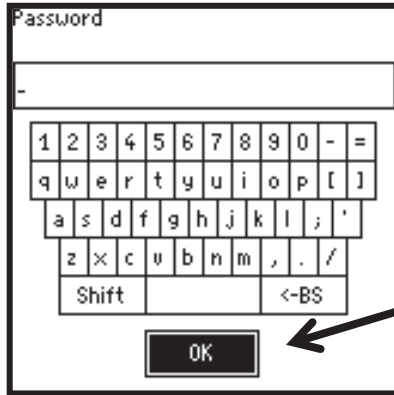 Password
-
1 2 3 4 5 6 7 8 9 0 - =
q w e r t y u i o p [ ]
a s d f g h j k l ; '
z x c v b n m , . /
Shift <-BS
OK